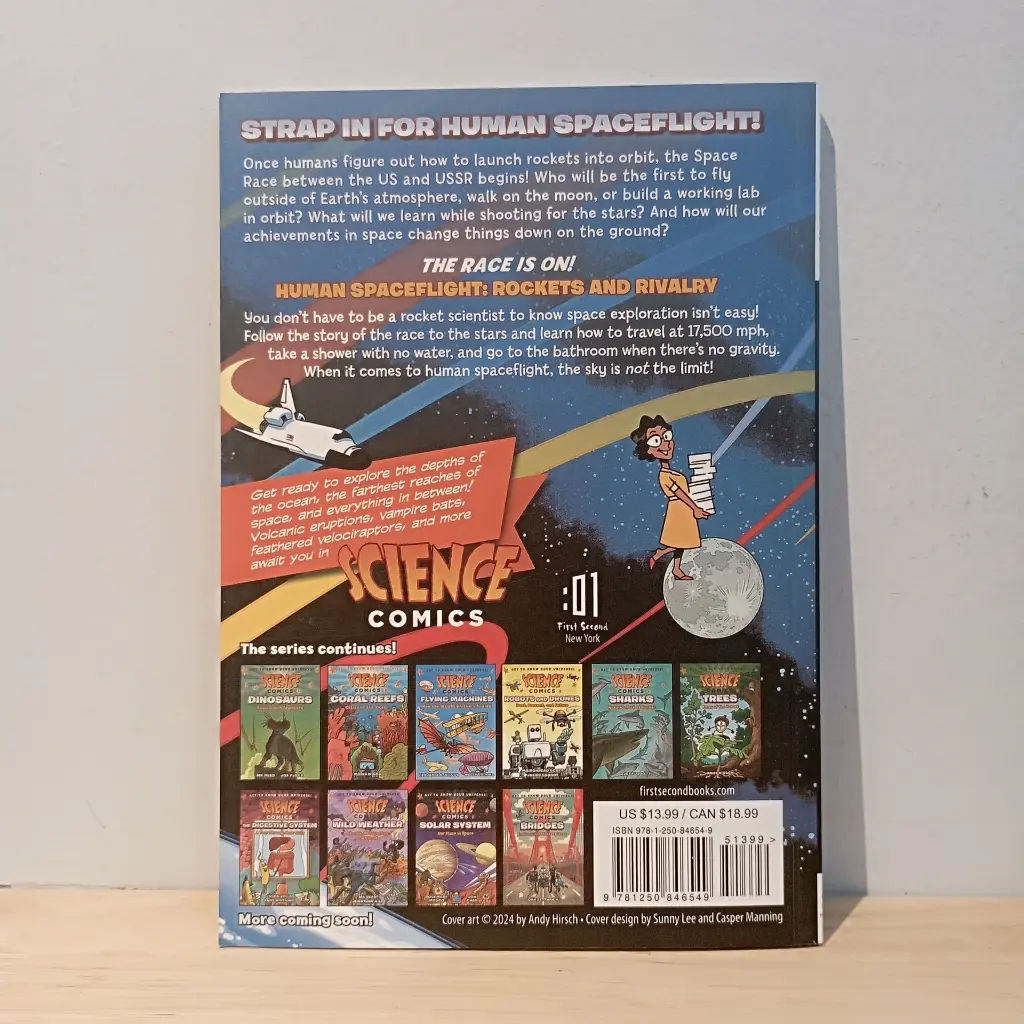 STRAP IN FOR HUMAN SPACEFLIGHT!
Once humans figure out how to launch rockets into orbit, the Space
Race between the US and USSR begins! Who will be the first to fly
outside of Earth's atmosphere, walk on the moon, or build a working lab
in orbit? What will we learn while shooting for the stars? And how will our
achievements in space change things down on the ground?
THE RACE IS ON!
HUMAN SPACEFLIGHT: ROCKETS AND RIVALRY
You don't have to be a rocket scientist to know space exploration isn't easy!
Follow the story of the race to the stars and learn how to travel at 17,500 mph,
take a shower with no water, and go to the bathroom when there's no gravity.
When it comes to human spaceflight, the sky is not the limit!
Get ready to explore the depths of
the ocean, the farthest reaches of
space, and everything in between!
Volcanic eruptions, vampire bats,
feathered velociraptors, and more
await you in
SCIENCE
COMICS
:01
First Second
New York
The series continues!
SCIENCE
COMICS
DINOSAURS
SCIENCE
COMICS
CORAL REEFS
SCIENCE
COMICS
FLYING MACHINES
SCIENCE
COMICS
ROBOTS AND DRONES
SCIENCE
COMICS
SHARKS
SCIENCE
COMICS
TREES
firstsecondbooks.com
SCIENCE
COMICS
THE DIGESTIVE SYSTEM
SCIENCE
COMICS
WILD WEATHER
SCIENCE
COMICS
SOLAR SYSTEM
Our Place in Space
SCIENCE
COMICS
BRIDGES
US $13.99 / CAN $18.99
ISBN 978-1-250-84654-9
51399 >
9 781250 846549
More coming soon!
Cover art © 2024 by Andy Hirsch • Cover design by Sunny Lee and Casper Manning